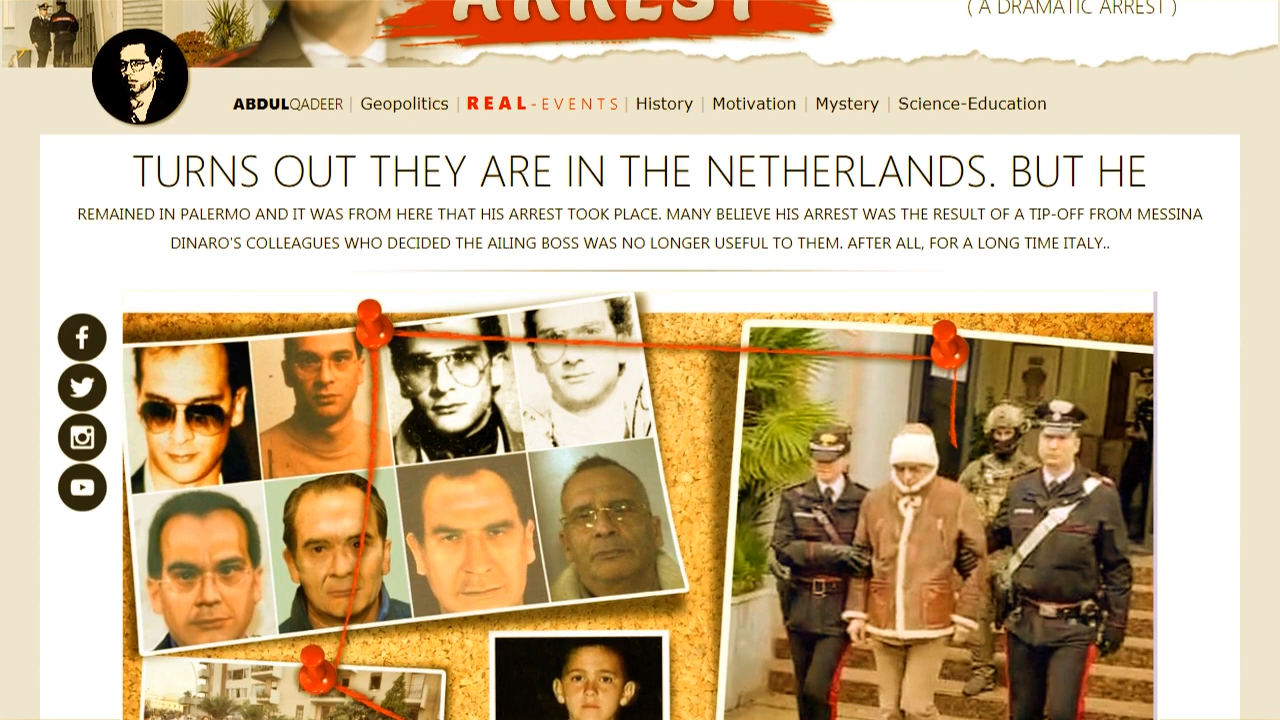 ARREST
( A DRAMATIC ARREST )
ABDULQADEER | Geopolitics | REAL-EVENTS | History | Motivation | Mystery | Science-Education
TURNS OUT THEY ARE IN THE NETHERLANDS. BUT HE
REMAINED IN PALERMO AND IT WAS FROM HERE THAT HIS ARREST TOOK PLACE. MANY BELIEVE HIS ARREST WAS THE RESULT OF A TIP-OFF FROM MESSINA
DINARO'S COLLEAGUES WHO DECIDED THE AILING BOSS WAS NO LONGER USEFUL TO THEM. AFTER ALL, FOR A LONG TIME ITALY..